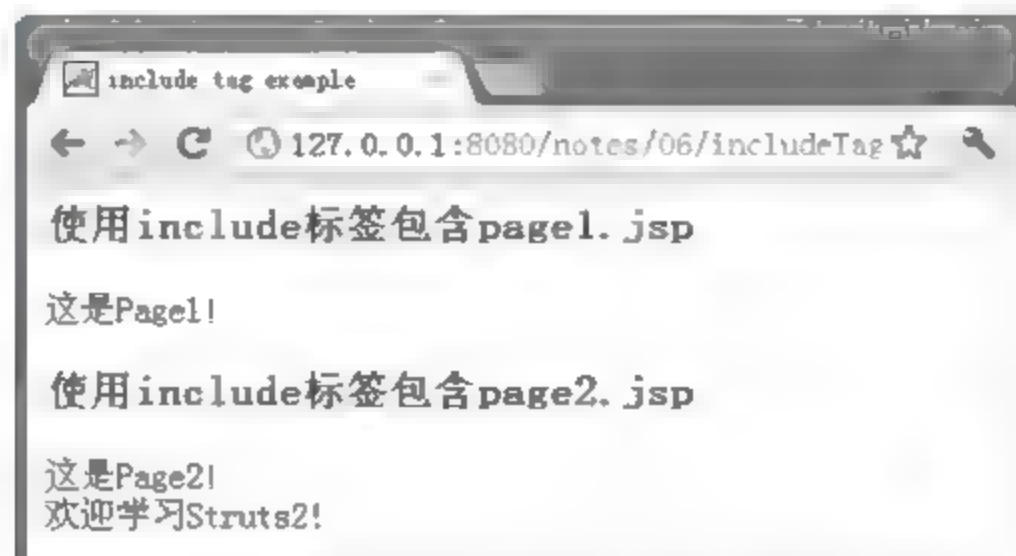 include tag example
127.0.0.1:8080/notes/06/includeTag
使用include标签包含page1.jsp
这是Page1!
使用include标签包含page2.jsp
这是Page2!
欢迎学习Struts2!